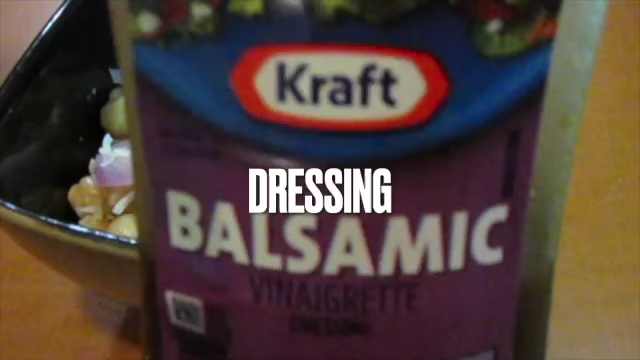 Kraft
DRESSING
BALSAMIC
VINAIGRETTE
DRESSING